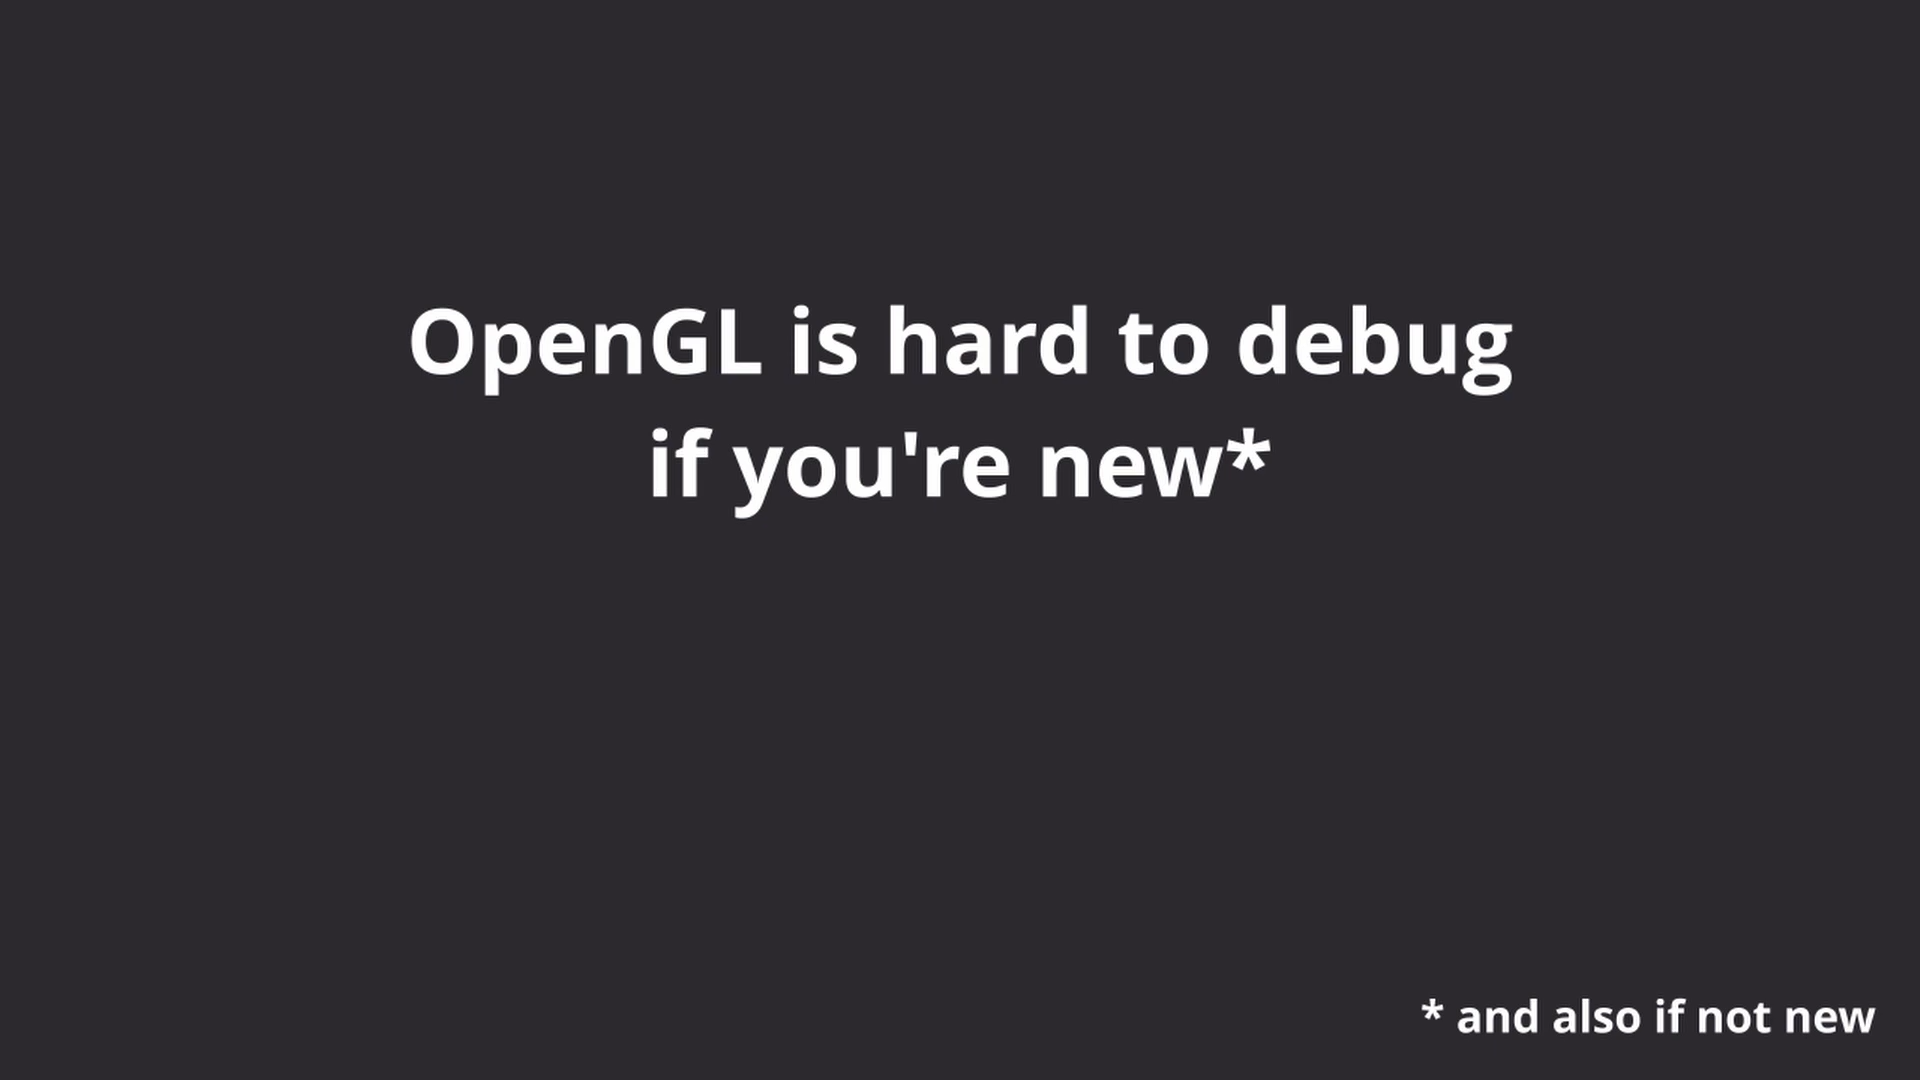 OpenGL is hard to debug
if you're new*
* and also if not new